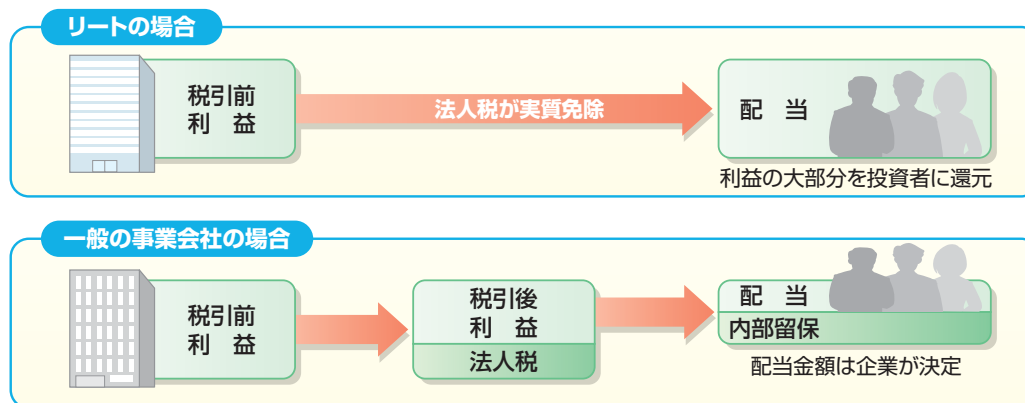 リートの場合
税引前
利　益
法人税が実質免除
配　当
利益の大部分を投資者に還元
一般の事業会社の場合
税引前
利　益
税引後
利　益
法人税
配　当
内部留保
配当金額は企業が決定